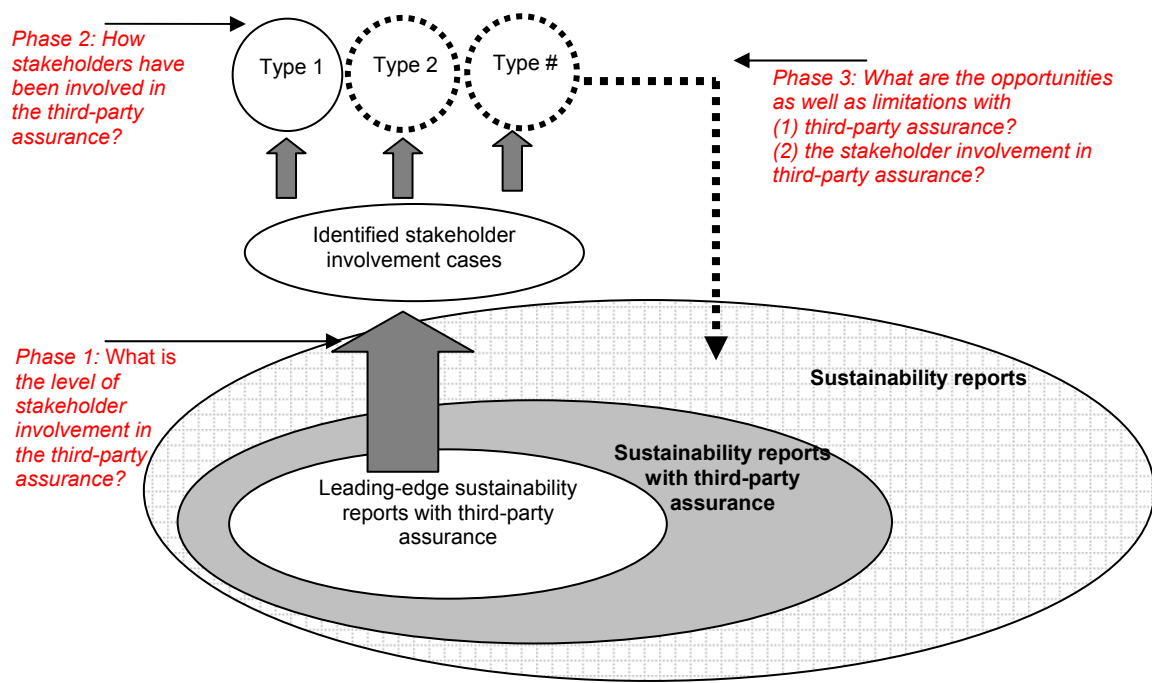 Phase 2: How
stakeholders have
been involved in
the third-party
assurance?
Type 1
Type 2
Type #
Phase 3: What are the opportunities
as well as limitations with
(1) third-party assurance?
(2) the stakeholder involvement in
third-party assurance?
Identified stakeholder
involvement cases
Phase 1: What is
the level of
stakeholder
involvement in
the third-party
assurance?
Sustainability reports
Sustainability reports
with third-party
assurance
Leading-edge sustainability
reports with third-party
assurance